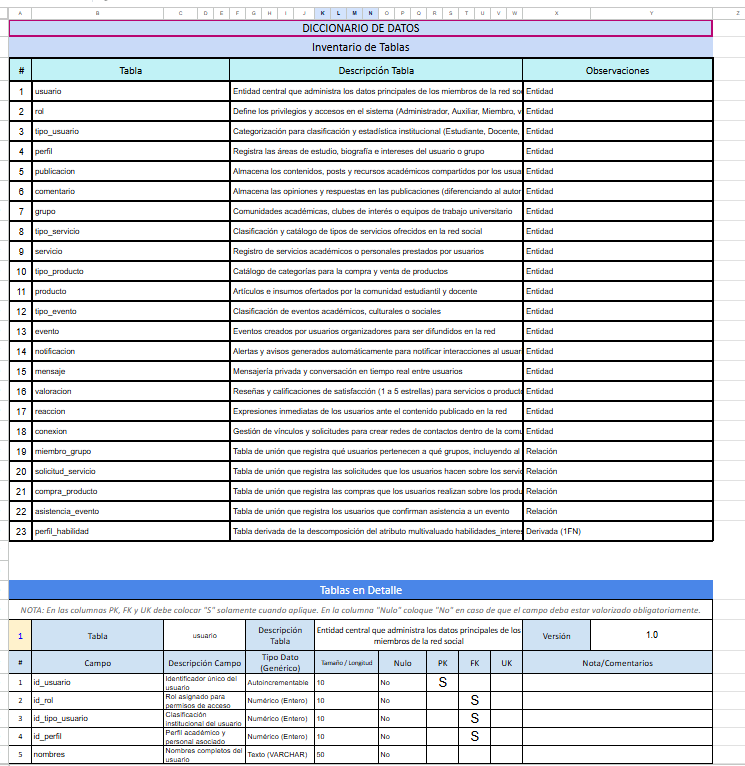 A B C D E F G H I J K L M N O P Q R S T U V W X Y Z
DICCIONARIO DE DATOS
Inventario de Tablas
# Tabla Descripción Tabla Observaciones
1 usuario Entidad central que administra los datos principales de los miembros de la red so Entidad
2 rol Define los privilegios y accesos en el sistema (Administrador, Auxiliar, Miembro, v Entidad
3 tipo_usuario Categorización para clasificación y estadística institucional (Estudiante, Docente, Entidad
4 perfil Registra las áreas de estudio, biografía e intereses del usuario o grupo Entidad
5 publicacion Almacena los contenidos, posts y recursos académicos compartidos por los usua Entidad
6 comentario Almacena las opiniones y respuestas en las publicaciones (diferenciando al autor Entidad
7 grupo Comunidades académicas, clubes de interés o equipos de trabajo universitario Entidad
8 tipo_servicio Clasificación y catálogo de tipos de servicios ofrecidos en la red social Entidad
9 servicio Registro de servicios académicos o personales prestados por usuarios Entidad
10 tipo_producto Catálogo de categorías para la compra y venta de productos Entidad
11 producto Artículos e insumos ofertados por la comunidad estudiantil y docente Entidad
12 tipo_evento Clasificación de eventos académicos, culturales o sociales Entidad
13 evento Eventos creados por usuarios organizadores para ser difundidos en la red Entidad
14 notificacion Alertas y avisos generados automáticamente para notificar interacciones al usuar Entidad
15 mensaje Mensajería privada y conversación en tiempo real entre usuarios Entidad
16 valoracion Reseñas y calificaciones de satisfacción (1 a 5 estrellas) para servicios o producto Entidad
17 reaccion Expresiones inmediatas de los usuarios ante el contenido publicado en la red Entidad
18 conexion Gestión de vínculos y solicitudes para crear redes de contactos dentro de la comu Entidad
19 miembro_grupo Tabla de unión que registra qué usuarios pertenecen a qué grupos, incluyendo al Relación
20 solicitud_servicio Tabla de unión que registra las solicitudes que los usuarios hacen sobre los servic Relación
21 compra_producto Tabla de unión que registra las compras que los usuarios realizan sobre los produ Relación
22 asistencia_evento Tabla de unión que registra los usuarios que confirman asistencia a un evento Relación
23 perfil_habilidad Tabla derivada de la descomposición del atributo multivaluado habilidades_interes Derivada (1FN)
Tablas en Detalle
NOTA: En las columnas PK, FK y UK debe colocar "S" solamente cuando aplique. En la columna "Nulo" coloque "No" en caso de que el campo deba estar valorizado obligatoriamente.
1 Tabla usuario Descripción Tabla Entidad central que administra los datos principales de los miembros de la red social Versión 1.0
# Campo Descripción Campo Tipo Dato (Genérico) Tamaño / Longitud Nulo PK FK UK Nota/Comentarios
1 id_usuario Identificador único del usuario Autoincrementable 10 No S
2 id_rol Rol asignado para permisos de acceso Numérico (Entero) 10 No S
3 id_tipo_usuario Clasificación institucional del usuario Numérico (Entero) 10 No S
4 id_perfil Perfil académico y personal asociado Numérico (Entero) 10 No S
5 nombres Nombres completos del usuario Texto (VARCHAR) 50 No